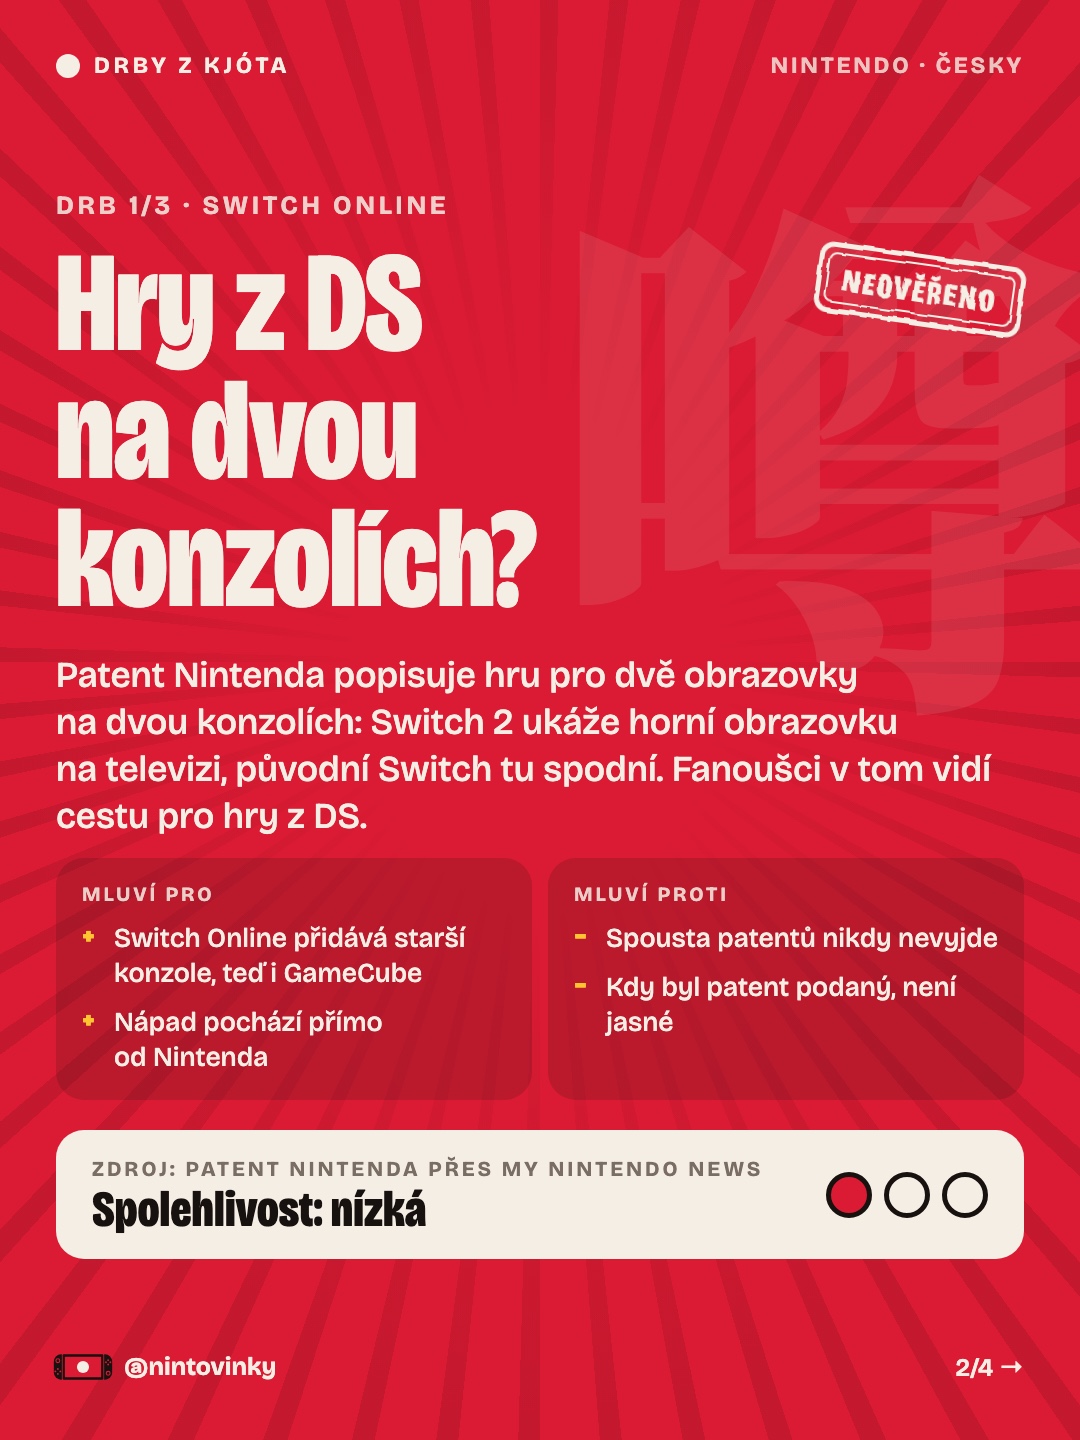 DRBY Z KJÓTA
NINTENDO · ČESKY
DRB 1/3 · SWITCH ONLINE
噂
NEOVĚŘENO
Hry z DS
na dvou
konzolích?
Patent Nintenda popisuje hru pro dvě obrazovky
na dvou konzolích: Switch 2 ukáže horní obrazovku
na televizi, původní Switch tu spodní. Fanoušci v tom vidí
cestu pro hry z DS.
MLUVÍ PRO
+ Switch Online přidává starší
konzole, teď i GameCube
+ Nápad pochází přímo
od Nintenda
MLUVÍ PROTI
- Spousta patentů nikdy nevyjde
- Kdy byl patent podaný, není
jasné
ZDROJ: PATENT NINTENDA PŘES MY NINTENDO NEWS
Spolehlivost: nízká
@nintovinky
2/4 →